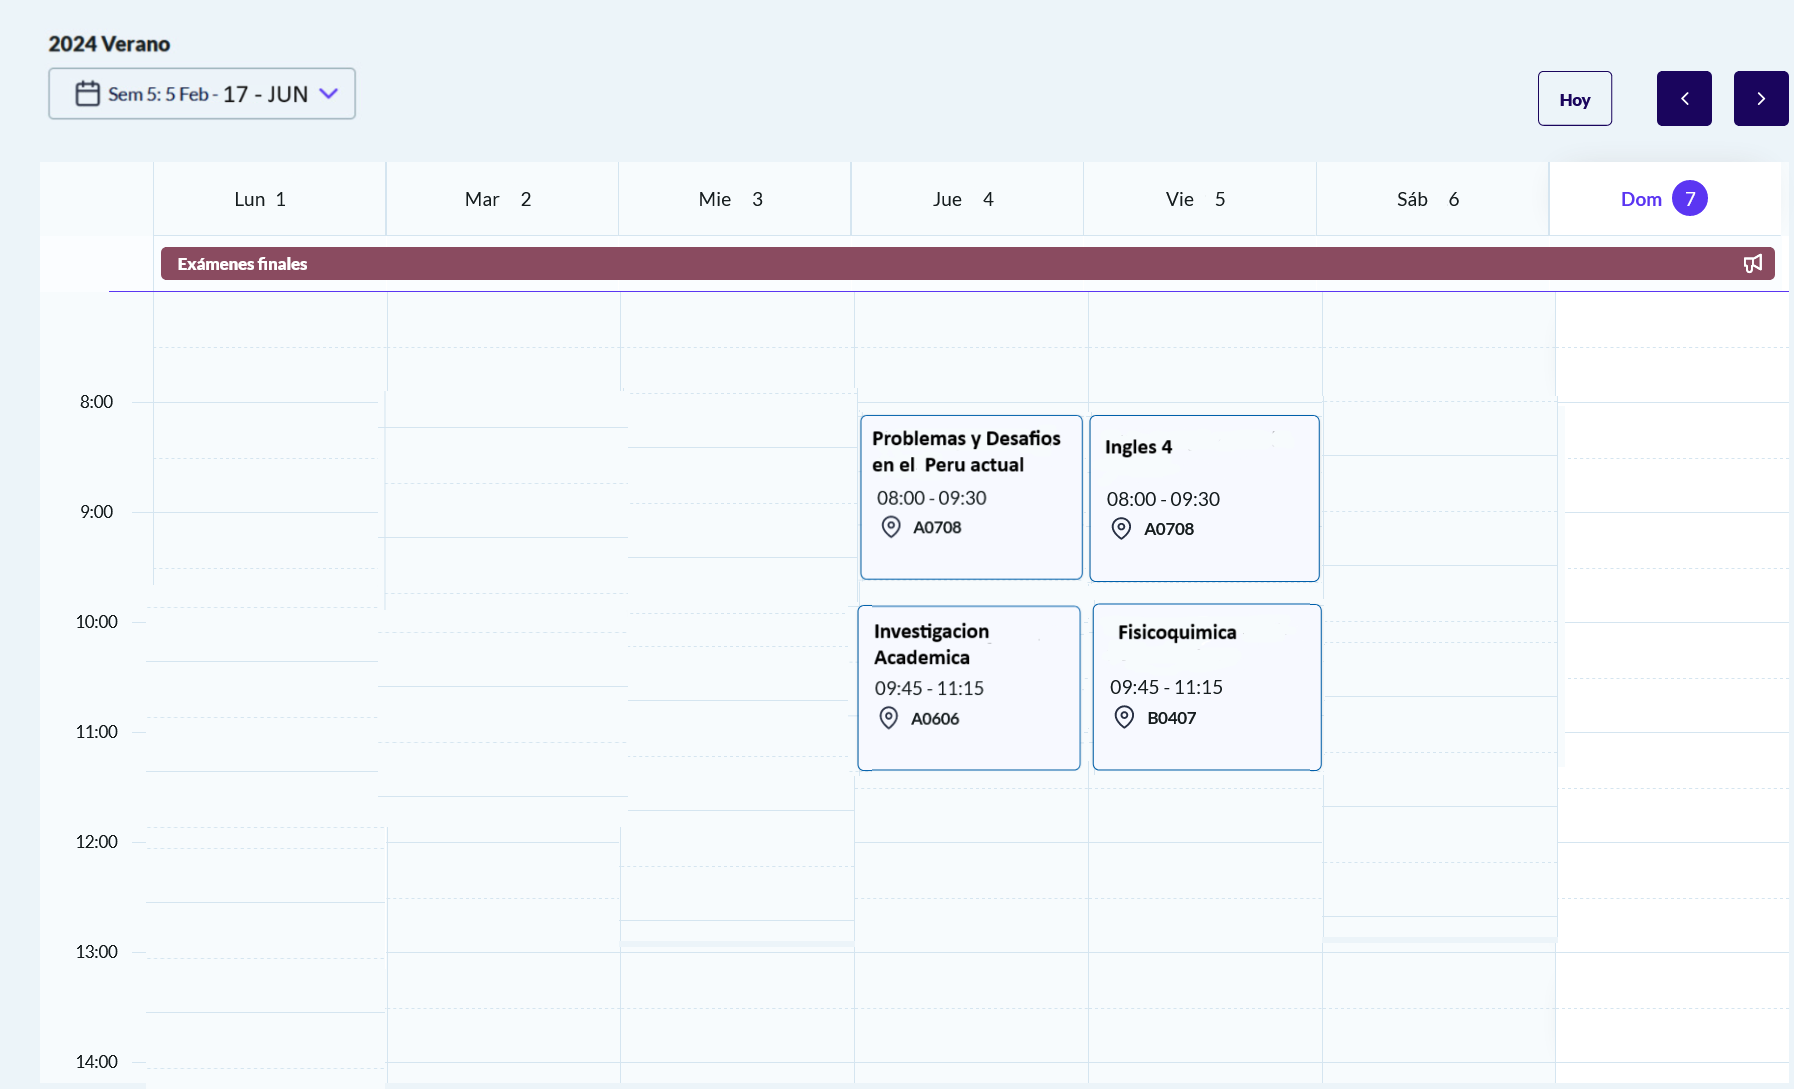 2024 Verano
Sem 5: 5 Feb - 17 - JUN
Hoy
Lun 1
Mar 2
Mie 3
Jue 4
Vie 5
Sáb 6
Dom 7
Exámenes finales
8:00
9:00
10:00
11:00
12:00
13:00
14:00
Problemas y Desafios
en el Peru actual
08:00 - 09:30
A0708
Ingles 4
08:00 - 09:30
A0708
Investigacion
Academica
09:45 - 11:15
A0606
Fisicoquimica
09:45 - 11:15
B0407